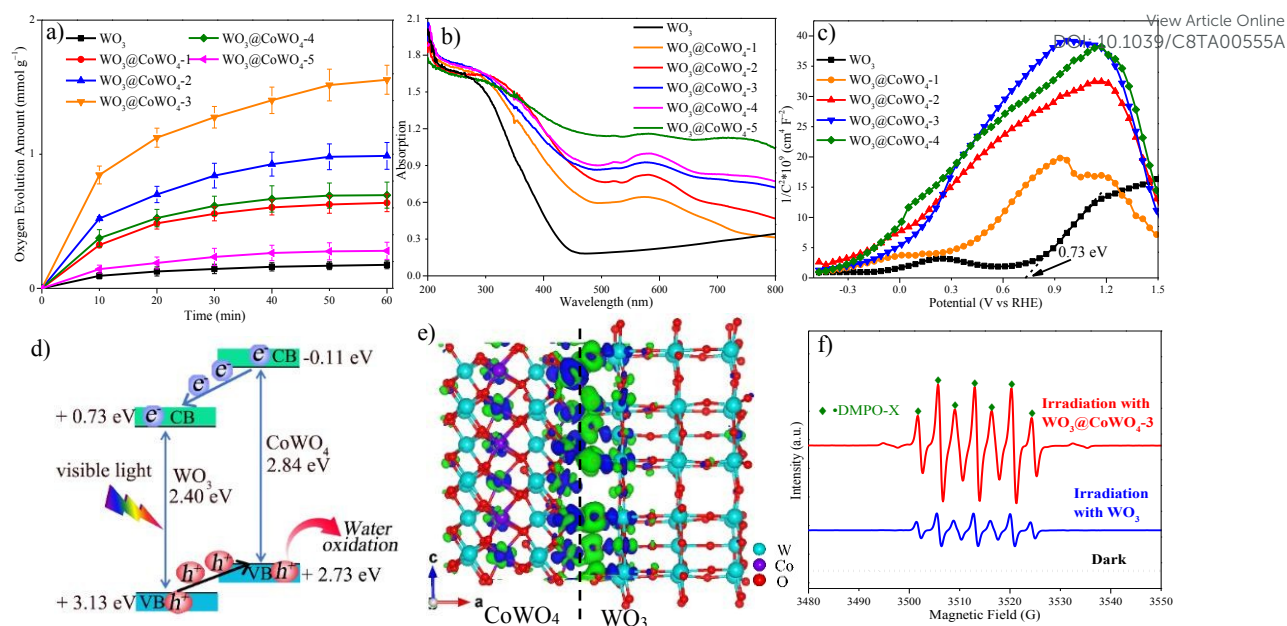 View Article Online
DOI: 10.1039/C8TA00555A
a)
WO3
WO3@CoWO4-1
WO3@CoWO4-2
WO3@CoWO4-3
WO3@CoWO4-4
WO3@CoWO4-5
Oxygen Evolution Amount (mmol g-1)
0
1
2
0 10 20 30 40 50 60
Time (min)
b)
WO3
WO3@CoWO4-1
WO3@CoWO4-2
WO3@CoWO4-3
WO3@CoWO4-4
WO3@CoWO4-5
Absorption
2.1
1.8
1.5
1.2
0.9
0.6
0.3
0.0
200 300 400 500 600 700 800
Wavelength (nm)
c)
WO3
WO3@CoWO4-1
WO3@CoWO4-2
WO3@CoWO4-3
WO3@CoWO4-4
1/C2*109 (cm4 F-2)
40
35
30
25
20
15
10
5
0
0.73 eV
-0.3 0.0 0.3 0.6 0.9 1.2 1.5
Potential (V vs RHE)
d)
e- CB
-0.11 eV
e-
e-
+ 0.73 eV
e- CB
CoWO4
2.84 eV
visible light
WO3
2.40 eV
Water
oxidation
h+
h+
VB h+
+ 2.73 eV
+ 3.13 eV
VB h+
e)
W
Co
O
c
a
CoWO4
WO3
f)
•DMPO-X
Irradiation with
WO3@CoWO4-3
Irradiation
with WO3
Dark
Intensity (a.u.)
3480 3490 3500 3510 3520 3530 3540 3550
Magnetic Field (G)